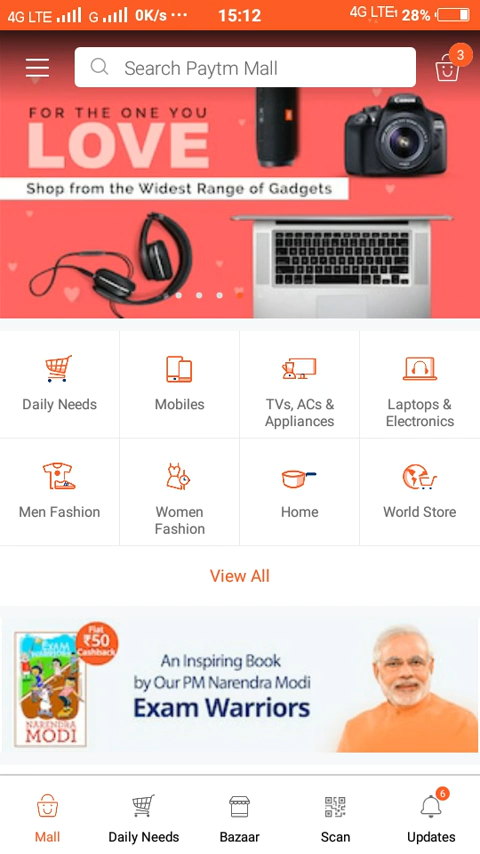 4G LTE G 0K/s ... 15:12 4G LTE 1 28%
Search Paytm Mall
3
FOR THE ONE YOU
LOVE
Shop from the Widest Range of Gadgets
Canon
Daily Needs
Mobiles
TVs, ACs &
Appliances
Laptops &
Electronics
Men Fashion
Women
Fashion
Home
World Store
View All
Flat
₹50
Cashback
EXAM
WARRIORS
NARENDRA
MODI
An Inspiring Book
by Our PM Narendra Modi
Exam Warriors
6
Mall
Daily Needs
Bazaar
Scan
Updates